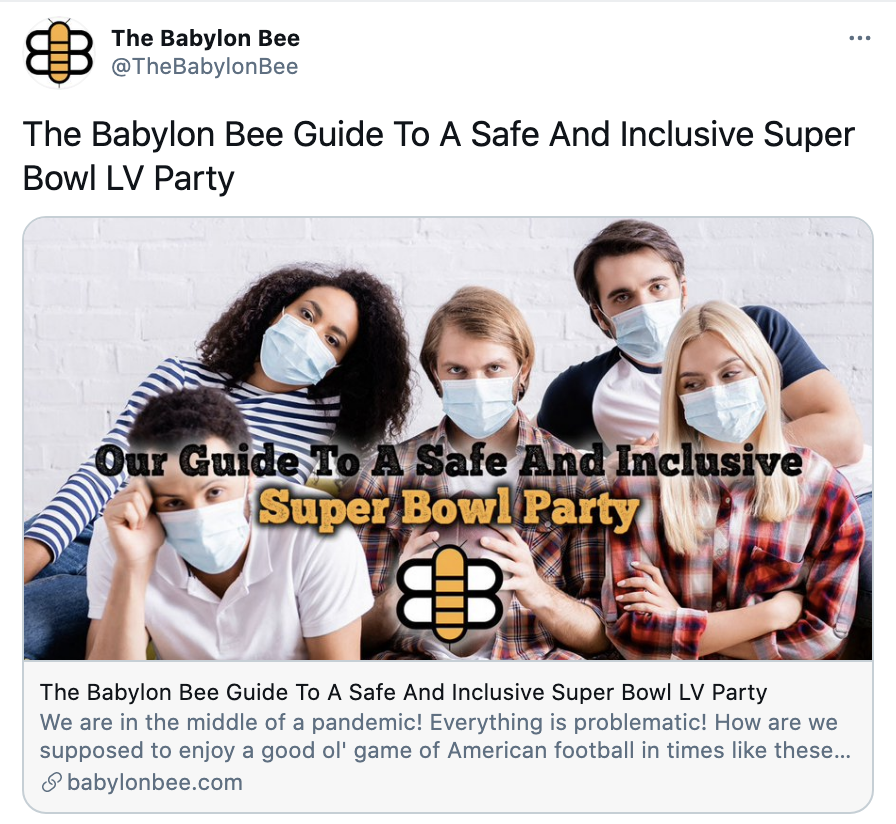 The Babylon Bee
@TheBabylonBee
The Babylon Bee Guide To A Safe And Inclusive Super
Bowl LV Party
Our Guide To A Safe And Inclusive
Super Bowl Party
The Babylon Bee Guide To A Safe And Inclusive Super Bowl LV Party
We are in the middle of a pandemic! Everything is problematic! How are we
supposed to enjoy a good ol' game of American football in times like these...
babylonbee.com